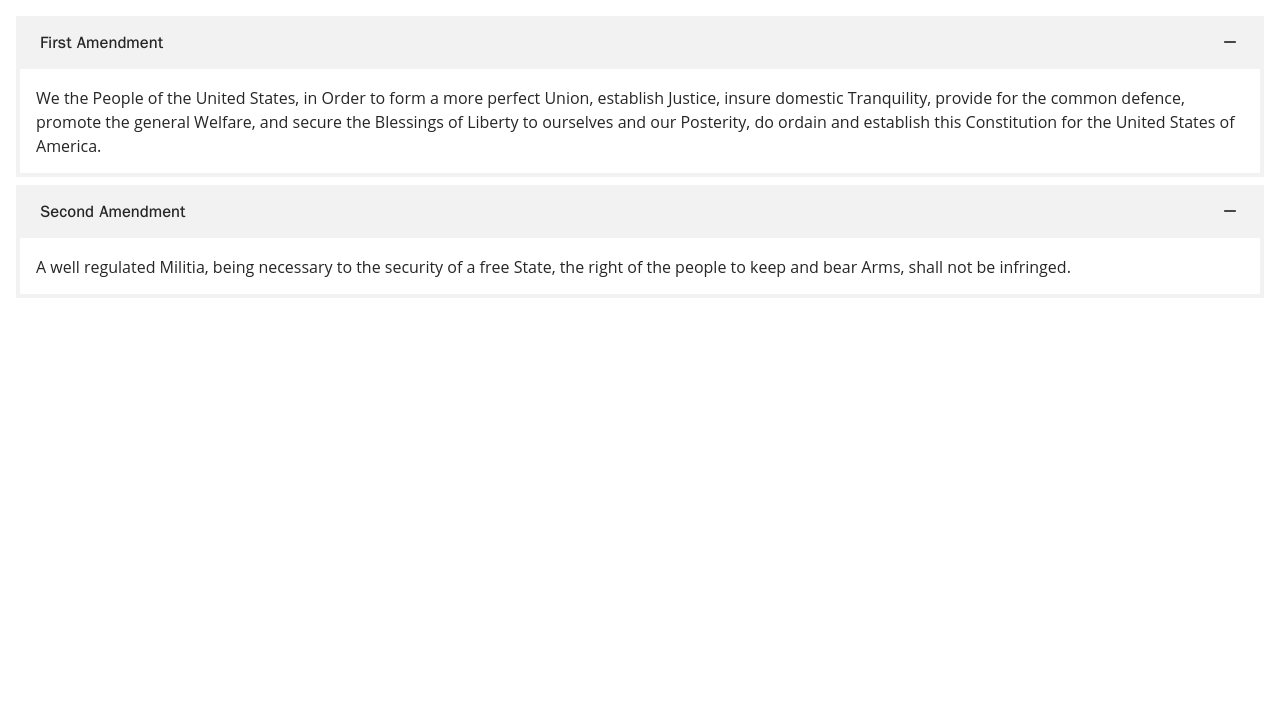 First Amendment
We the People of the United States, in Order to form a more perfect Union, establish Justice, insure domestic Tranquility, provide for the common defence,
promote the general Welfare, and secure the Blessings of Liberty to ourselves and our Posterity, do ordain and establish this Constitution for the United States of
America.
Second Amendment
A well regulated Militia, being necessary to the security of a free State, the right of the people to keep and bear Arms, shall not be infringed.